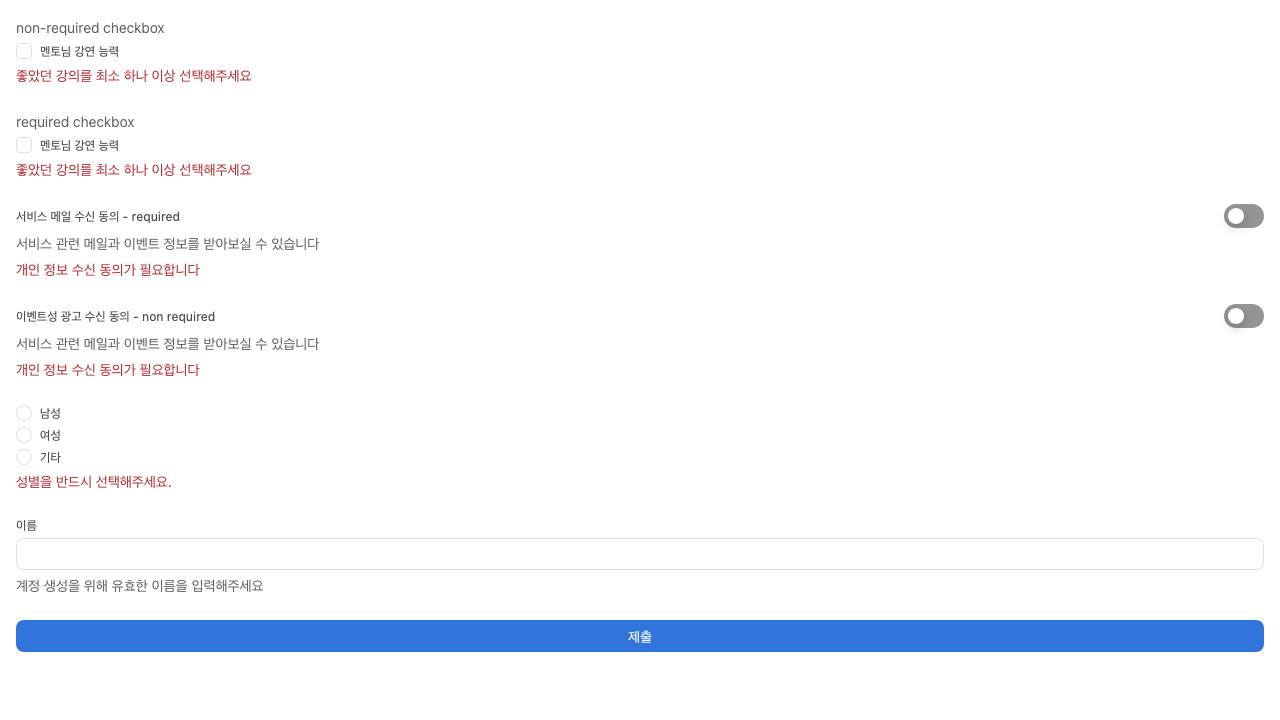 non-required checkbox
멘토님 강연 능력
좋았던 강의를 최소 하나 이상 선택해주세요
required checkbox
멘토님 강연 능력
좋았던 강의를 최소 하나 이상 선택해주세요
서비스 메일 수신 동의 - required
서비스 관련 메일과 이벤트 정보를 받아보실 수 있습니다
개인 정보 수신 동의가 필요합니다
이벤트성 광고 수신 동의 - non required
서비스 관련 메일과 이벤트 정보를 받아보실 수 있습니다
개인 정보 수신 동의가 필요합니다
남성
여성
기타
성별을 반드시 선택해주세요.
이름
계정 생성을 위해 유효한 이름을 입력해주세요
제출